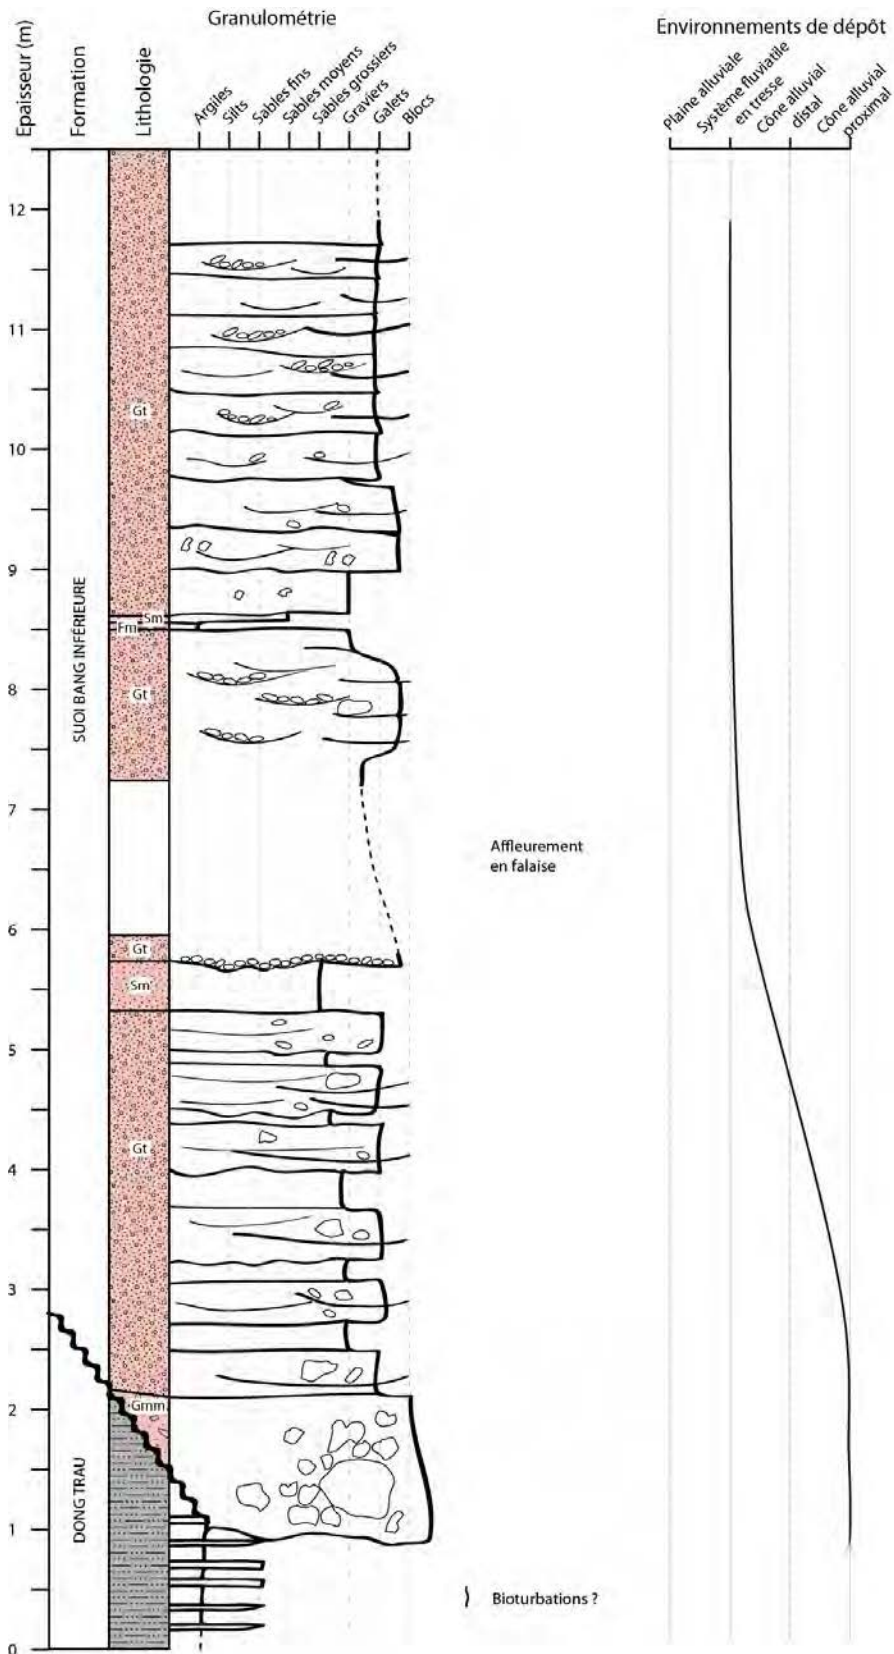 Granulométrie
Environnements de dépôt
Epaisseur (m)
Formation
Lithologie
Argiles
Silts
Sables fins
Sables moyens
Sables grossiers
Graviers
Galets
Blocs
Plaine alluviale
Système fluviatile
en tresse
Cône alluvial
distal
Cône alluvial
proximal
12
11
Gt
10
9
Sm
Fm
SUOI BANG INFÉRIEURE
8
Gt
7
Affleurement
en falaise
6
Gt
Sm
5
Gt
4
3
Gmm
2
DONG TRAU
1
Bioturbations ?
0